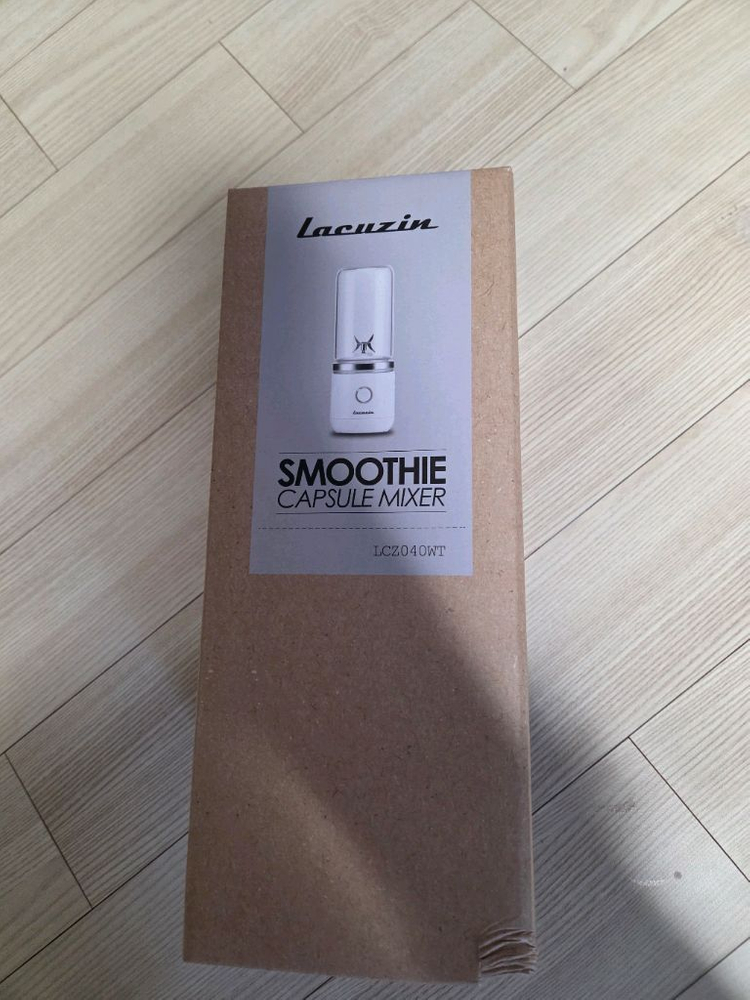 Lacuzin
Lacuzin
SMOOTHIE
CAPSULE MIXER
LCZ040WT